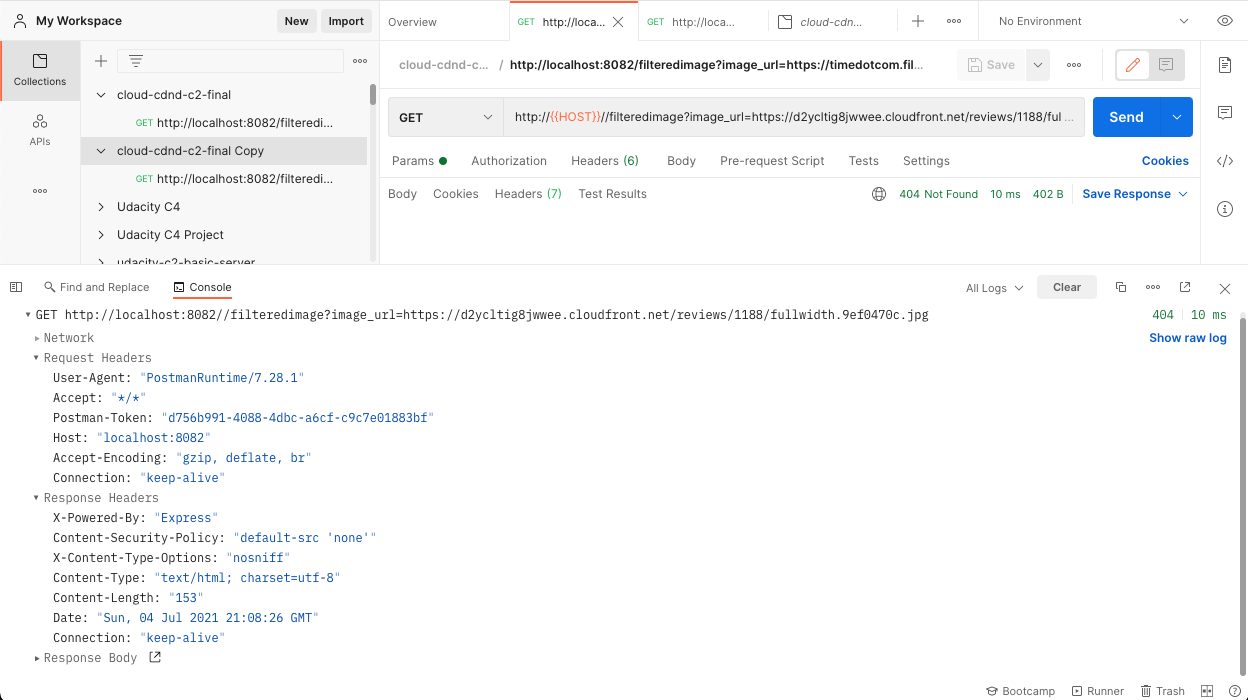 My Workspace
New
Import
Overview
GET http://loca...
GET http://loca...
cloud-cdn...
No Environment
Collections
APIs
cloud-cdnd-c2-final
GET http://localhost:8082/filteredi...
cloud-cdnd-c2-final Copy
GET http://localhost:8082/filteredi...
Udacity C4
Udacity C4 Project
udacity-c2-basic-server
cloud-cdnd-c... / http://localhost:8082/filteredimage?image_url=https://timedotcom.fil...
Save
GET
http://{{HOST}}//filteredimage?image_url=https://d2ycltig8jwwee.cloudfront.net/reviews/1188/ful ...
Send
Params
Authorization
Headers (6)
Body
Pre-request Script
Tests
Settings
Cookies
Body
Cookies
Headers (7)
Test Results
404 Not Found
10 ms
402 B
Save Response
Find and Replace
Console
All Logs
Clear
GET http://localhost:8082//filteredimage?image_url=https://d2ycltig8jwwee.cloudfront.net/reviews/1188/fullwidth.9ef0470c.jpg
404
10 ms
Network
Show raw log
Request Headers
User-Agent: "PostmanRuntime/7.28.1"
Accept: "*/*"
Postman-Token: "d756b991-4088-4dbc-a6cf-c9c7e01883bf"
Host: "localhost:8082"
Accept-Encoding: "gzip, deflate, br"
Connection: "keep-alive"
Response Headers
X-Powered-By: "Express"
Content-Security-Policy: "default-src 'none'"
X-Content-Type-Options: "nosniff"
Content-Type: "text/html; charset=utf-8"
Content-Length: "153"
Date: "Sun, 04 Jul 2021 21:08:26 GMT"
Connection: "keep-alive"
Response Body
Bootcamp
Runner
Trash